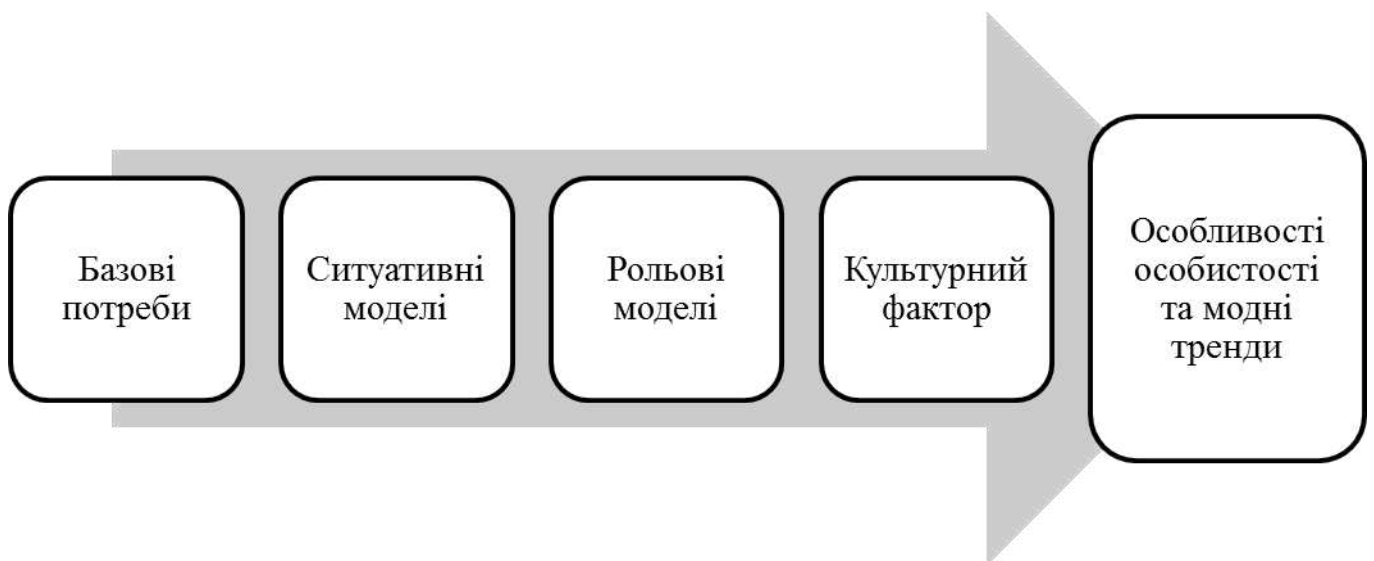 Базові
потреби
Ситуативні
моделі
Рольові
моделі
Культурний
фактор
Особливості
особистості
та модні
тренди